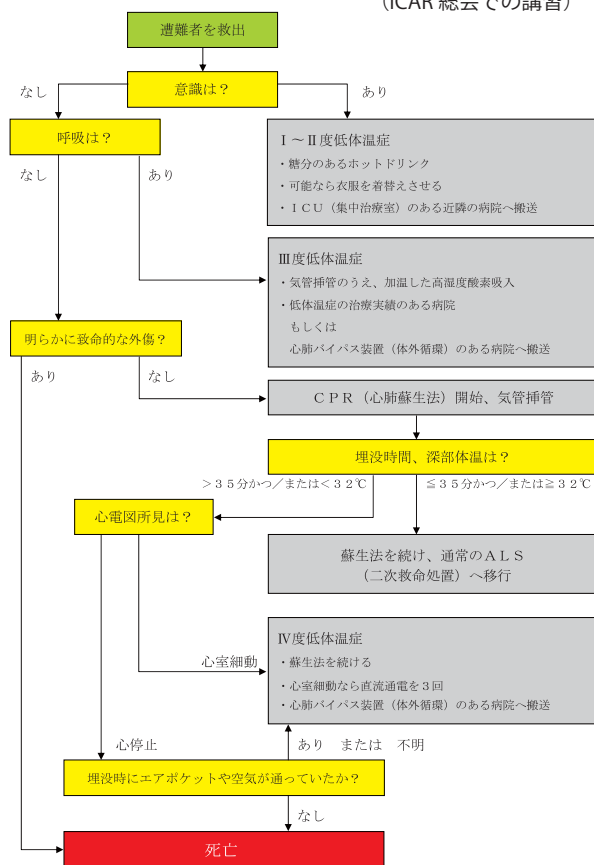 （ICAR 総会での講習）
遭難者を救出
意識は？
なし
あり
呼吸は？
なし
あり
Ⅰ～Ⅱ度低体温症
・糖分のあるホットドリンク
・可能なら衣服を着替えさせる
・ＩＣＵ（集中治療室）のある近隣の病院へ搬送
Ⅲ度低体温症
・気管挿管のうえ、加温した高湿度酸素吸入
・低体温症の治療実績のある病院
もしくは
心肺バイパス装置（体外循環）のある病院へ搬送
明らかに致命的な外傷？
あり
なし
ＣＰＲ（心肺蘇生法）開始、気管挿管
埋没時間、深部体温は？
＞３５分かつ／または＜３２℃
≦３５分かつ／または≧３２℃
心電図所見は？
蘇生法を続け、通常のＡＬＳ
（二次救命処置）へ移行
心室細動
Ⅳ度低体温症
・蘇生法を続ける
・心室細動なら直流通電を３回
・心肺バイパス装置（体外循環）のある病院へ搬送
心停止
あり　または　不明
埋没時にエアポケットや空気が通っていたか？
なし
死亡